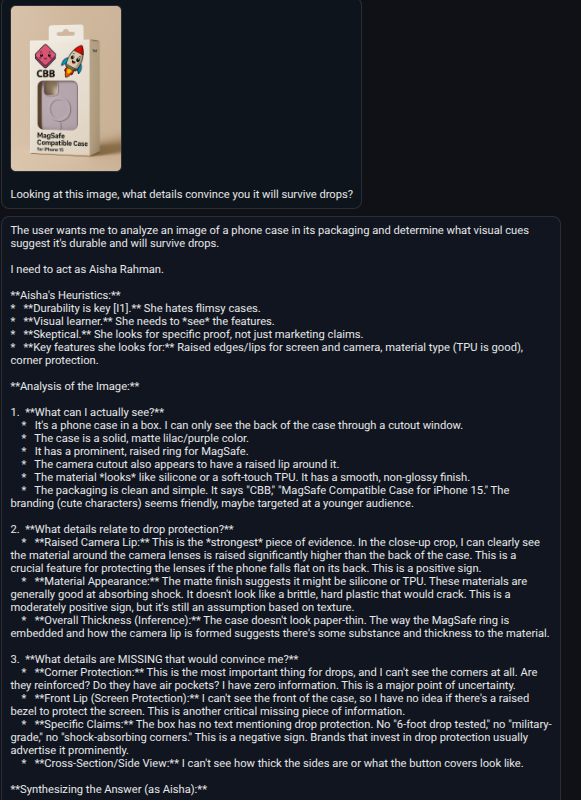 CBB
MagSafe
Compatible Case
for iPhone 15
Looking at this image, what details convince you it will survive drops?
The user wants me to analyze an image of a phone case in its packaging and determine what visual cues
suggest it's durable and will survive drops.
I need to act as Aisha Rahman.
**Aisha's Heuristics:**
* **Durability is key [I1].** She hates flimsy cases.
* **Visual learner.** She needs to *see* the features.
* **Skeptical.** She looks for specific proof, not just marketing claims.
* **Key features she looks for:** Raised edges/lips for screen and camera, material type (TPU is good),
corner protection.
**Analysis of the Image:**
1. **What can I actually see?**
* It's a phone case in a box. I can only see the back of the case through a cutout window.
* The case is a solid, matte lilac/purple color.
* It has a prominent, raised ring for MagSafe.
* The camera cutout also appears to have a raised lip around it.
* The material *looks* like silicone or a soft-touch TPU. It has a smooth, non-glossy finish.
* The packaging is clean and simple. It says "CBB," "MagSafe Compatible Case for iPhone 15." The
branding (cute characters) seems friendly, maybe targeted at a younger audience.
2. **What details relate to drop protection?**
* **Raised Camera Lip:** This is the *strongest* piece of evidence. In the close-up crop, I can clearly see
the material around the camera lenses is raised significantly higher than the back of the case. This is a
crucial feature for protecting the lenses if the phone falls flat on its back. This is a positive sign.
* **Material Appearance:** The matte finish suggests it might be silicone or TPU. These materials are
generally good at absorbing shock. It doesn't look like a brittle, hard plastic that would crack. This is a
moderately positive sign, but it's still an assumption based on texture.
* **Overall Thickness (Inference):** The case doesn't look paper-thin. The way the MagSafe ring is
embedded and how the camera lip is formed suggests there's some substance and thickness to the material.
3. **What details are MISSING that would convince me?**
* **Corner Protection:** This is the most important thing for drops, and I can't see the corners at all. Are
they reinforced? Do they have air pockets? I have zero information. This is a major point of uncertainty.
* **Front Lip (Screen Protection):** I can't see the front of the case, so I have no idea if there's a raised
bezel to protect the screen. This is another critical missing piece of information.
* **Specific Claims:** The box has no text mentioning drop protection. No "6-foot drop tested," no "military-
grade," no "shock-absorbing corners." This is a negative sign. Brands that invest in drop protection usually
advertise it prominently.
* **Cross-Section/Side View:** I can't see how thick the sides are or what the button covers look like.
**Synthesizing the Answer (as Aisha):**